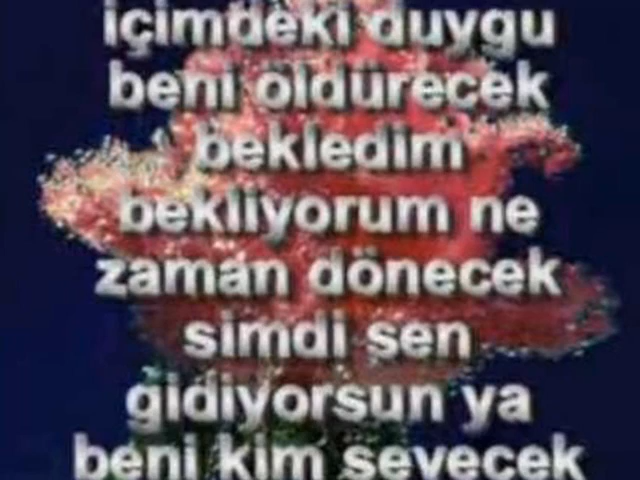 içimdeki duygu
beni öldürecek
bekledim
bekliyorum ne
zaman dönecek
simdi sen
gidiyorsun ya
beni kim sevecek